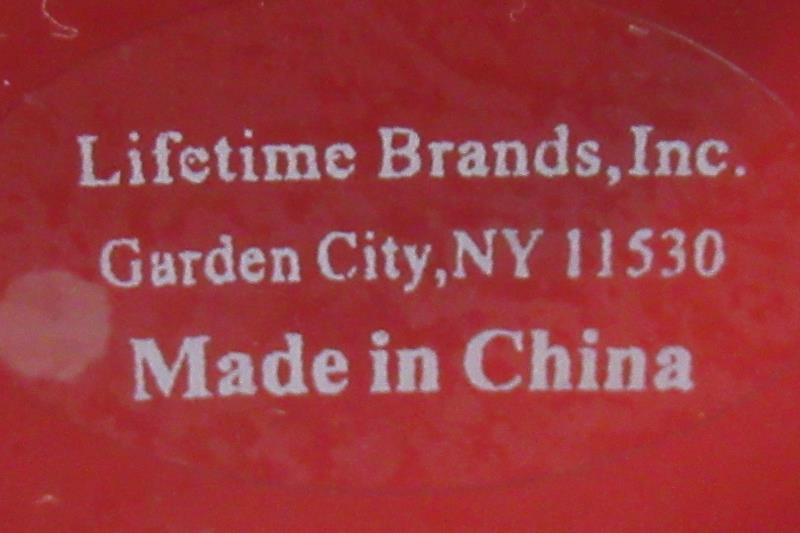 Lifetime Brands,Inc.
Garden City,NY 11530
Made in China